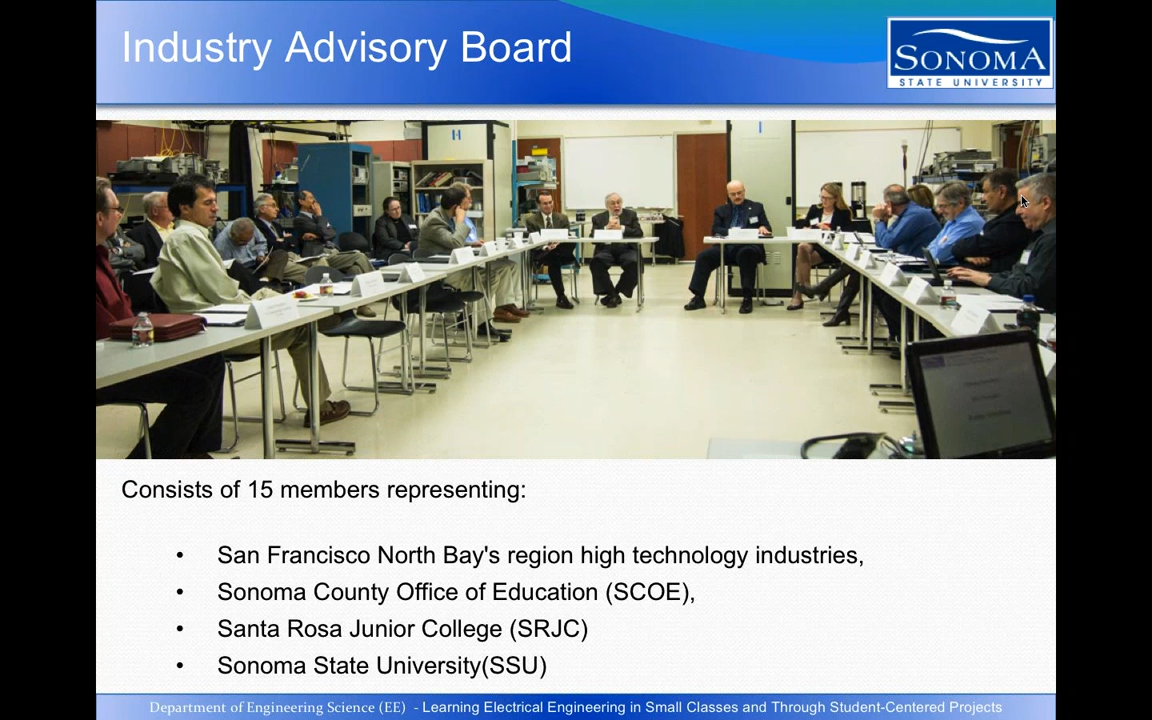 Industry Advisory Board
SONOMA
STATE UNIVERSITY
Consists of 15 members representing:
• San Francisco North Bay's region high technology industries,
• Sonoma County Office of Education (SCOE),
• Santa Rosa Junior College (SRJC)
• Sonoma State University(SSU)
Department of Engineering Science (EE) - Learning Electrical Engineering in Small Classes and Through Student-Centered Projects